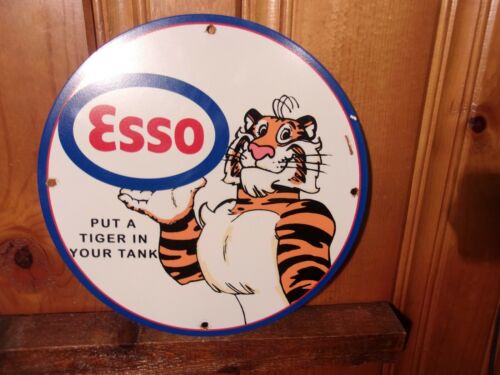 Esso
PUT A
TIGER IN
YOUR TANK